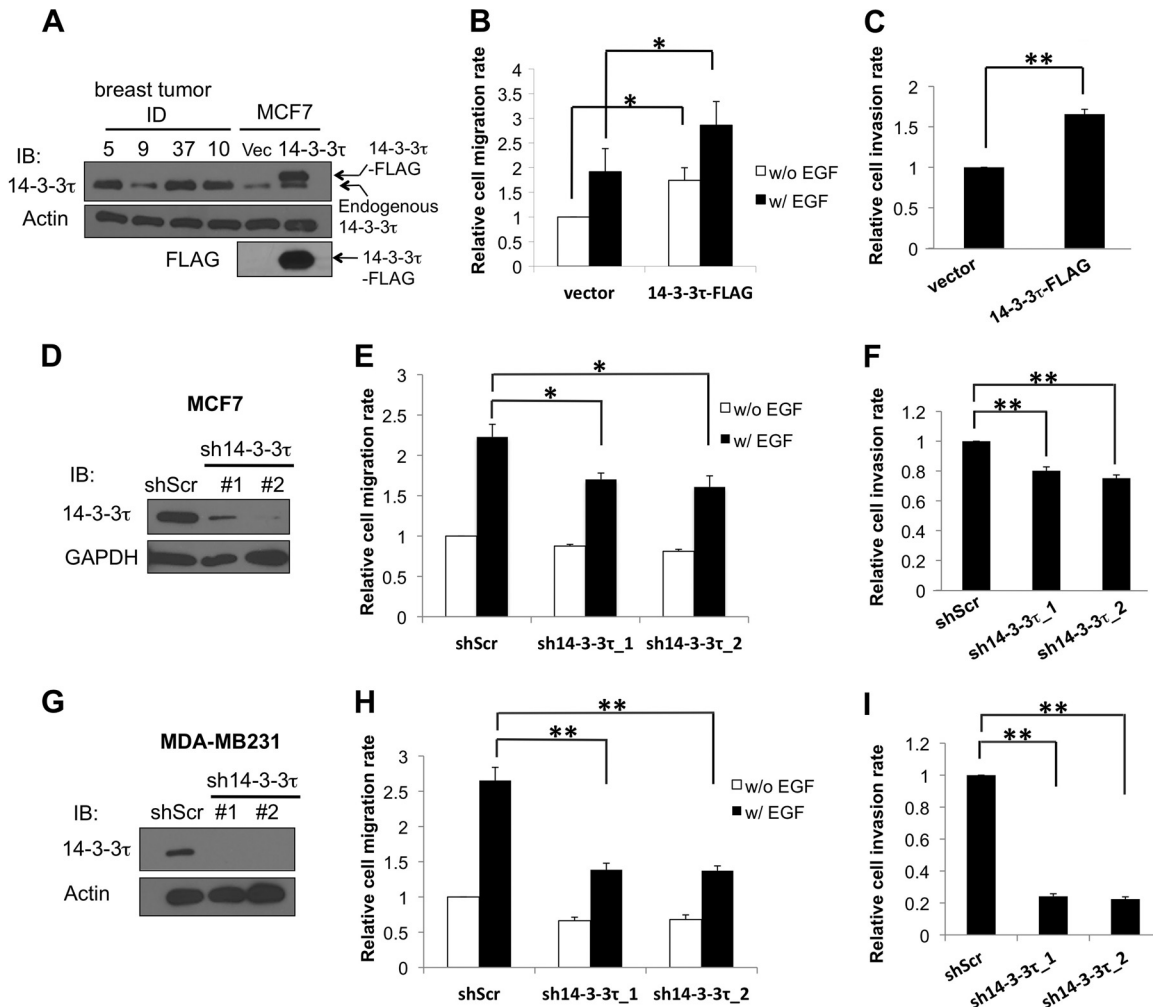 A
breast tumor
ID
MCF7
IB:
5 9 37 10 Vec 14-3-3τ
14-3-3τ
-FLAG
14-3-3τ
Endogenous
14-3-3τ
Actin
FLAG
14-3-3τ
-FLAG
B
Relative cell migration rate
4
3.5
3
2.5
2
1.5
1
0.5
0
*
*
w/o EGF
w/ EGF
vector 14-3-3τ-FLAG
C
Relative cell invasion rate
2
1.5
1
0.5
0
**
vector
14-3-3τ-FLAG
D
MCF7
sh14-3-3τ
IB:
shScr #1 #2
14-3-3τ
GAPDH
E
Relative cell migration rate
3
2.5
2
1.5
1
0.5
0
*
*
w/o EGF
w/ EGF
shScr sh14-3-3τ_1 sh14-3-3τ_2
F
Relative cell invasion rate
1.2
1
0.8
0.6
0.4
0.2
0
**
**
shScr
sh14-3-3τ_1
sh14-3-3τ_2
G
MDA-MB231
sh14-3-3τ
IB:
shScr #1 #2
14-3-3τ
Actin
H
Relative cell migration rate
3
2.5
2
1.5
1
0.5
0
**
**
w/o EGF
w/ EGF
shScr sh14-3-3τ_1 sh14-3-3τ_2
I
Relative cell invasion rate
1.2
1
0.8
0.6
0.4
0.2
0
**
**
shScr
sh14-3-3τ_1
sh14-3-3τ_2